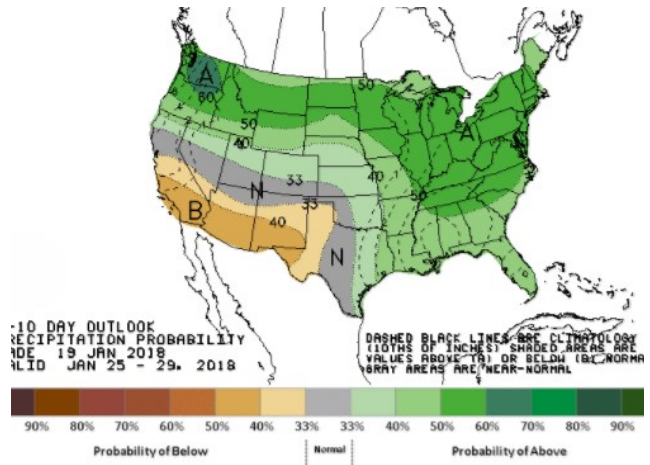 A
50
60
50
40
A
40
33
N
50
33
B
40
N
-10 DAY OUTLOOK
RECIPITATION PROBABILITY
ADE 19 JAN 2018
ALID JAN 25 - 29, 2018
DASHED BLACK LINES ARE CLIMATOLOGY
(10THS OF INCHES) SHADED AREAS ARE
VALUES ABOVE (A) OR BELOW (B) NORMA
GRAY AREAS ARE NEAR-NORMAL
90% 80% 70% 60% 50% 40% 33% 33% 40% 50% 60% 70% 80% 90%
Probability of Below Normal Probability of Above